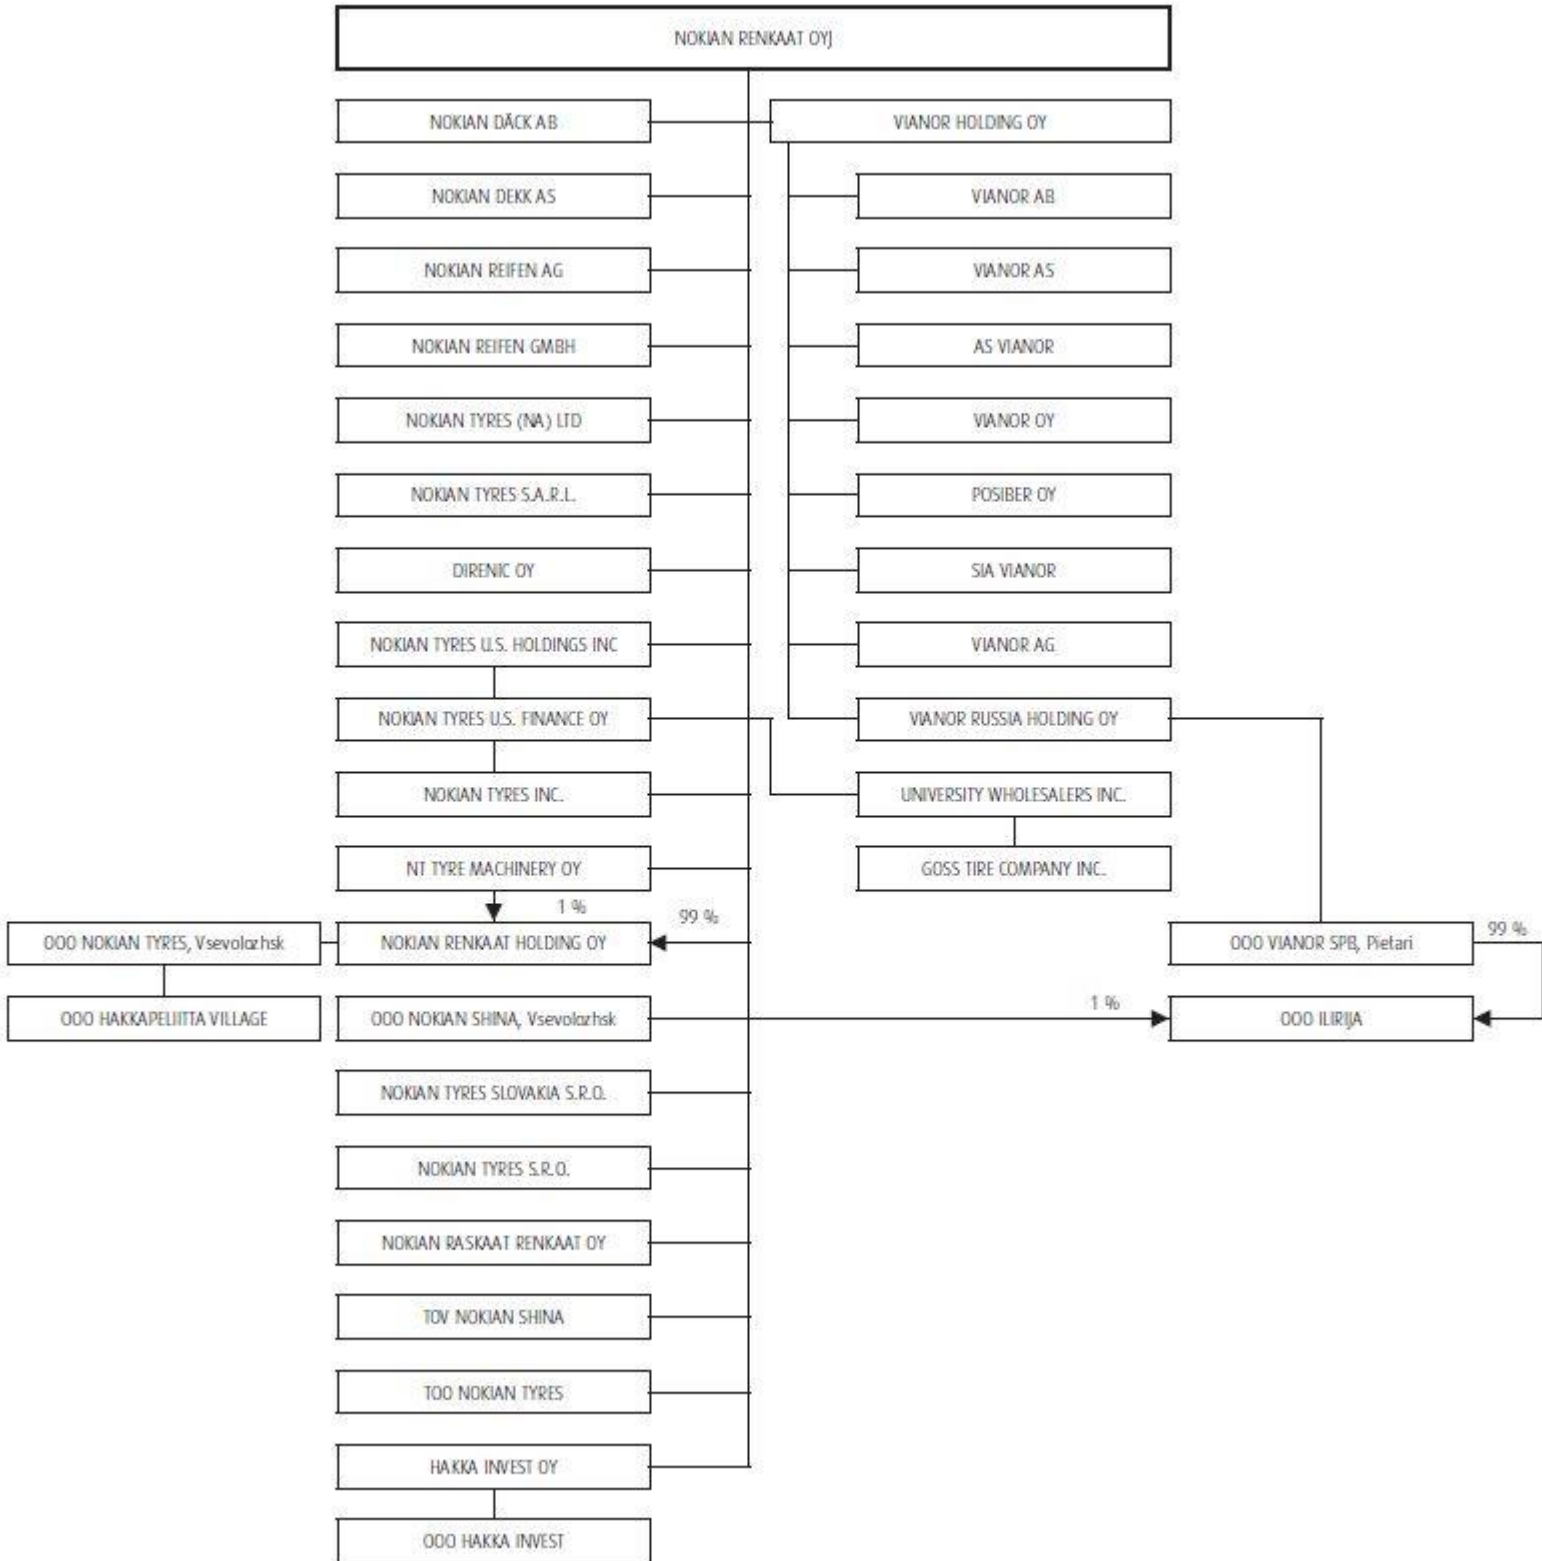 NOKIAN RENKAAT OYJ
NOKIAN DÄCK AB
VIANOR HOLDING OY
NOKIAN DEKK AS
VIANOR AB
NOKIAN REIFEN AG
VIANOR AS
NOKIAN REIFEN GMBH
AS VIANOR
NOKIAN TYRES (NA) LTD
VIANOR OY
NOKIAN TYRES S.A.R.L.
POSIBER OY
DIRENIC OY
SIA VIANOR
NOKIAN TYRES U.S. HOLDINGS INC
VIANOR AG
NOKIAN TYRES U.S. FINANCE OY
VIANOR RUSSIA HOLDING OY
NOKIAN TYRES INC.
UNIVERSITY WHOLESALERS INC.
NT TYRE MACHINERY OY
GOSS TIRE COMPANY INC.
1 %
99 %
OOO NOKIAN TYRES, Vsevolozhsk
NOKIAN RENKAAT HOLDING OY
OOO VIANOR SPB, Pietari
99 %
OOO HAKKAPELIITTA VILLAGE
OOO NOKIAN SHINA, Vsevolozhsk
1 %
OOO ILIRIJA
NOKIAN TYRES SLOVAKIA S.R.O.
NOKIAN TYRES S.R.O.
NOKIAN RASKAAT RENKAAT OY
TOV NOKIAN SHINA
TOO NOKIAN TYRES
HAKKA INVEST OY
OOO HAKKA INVEST